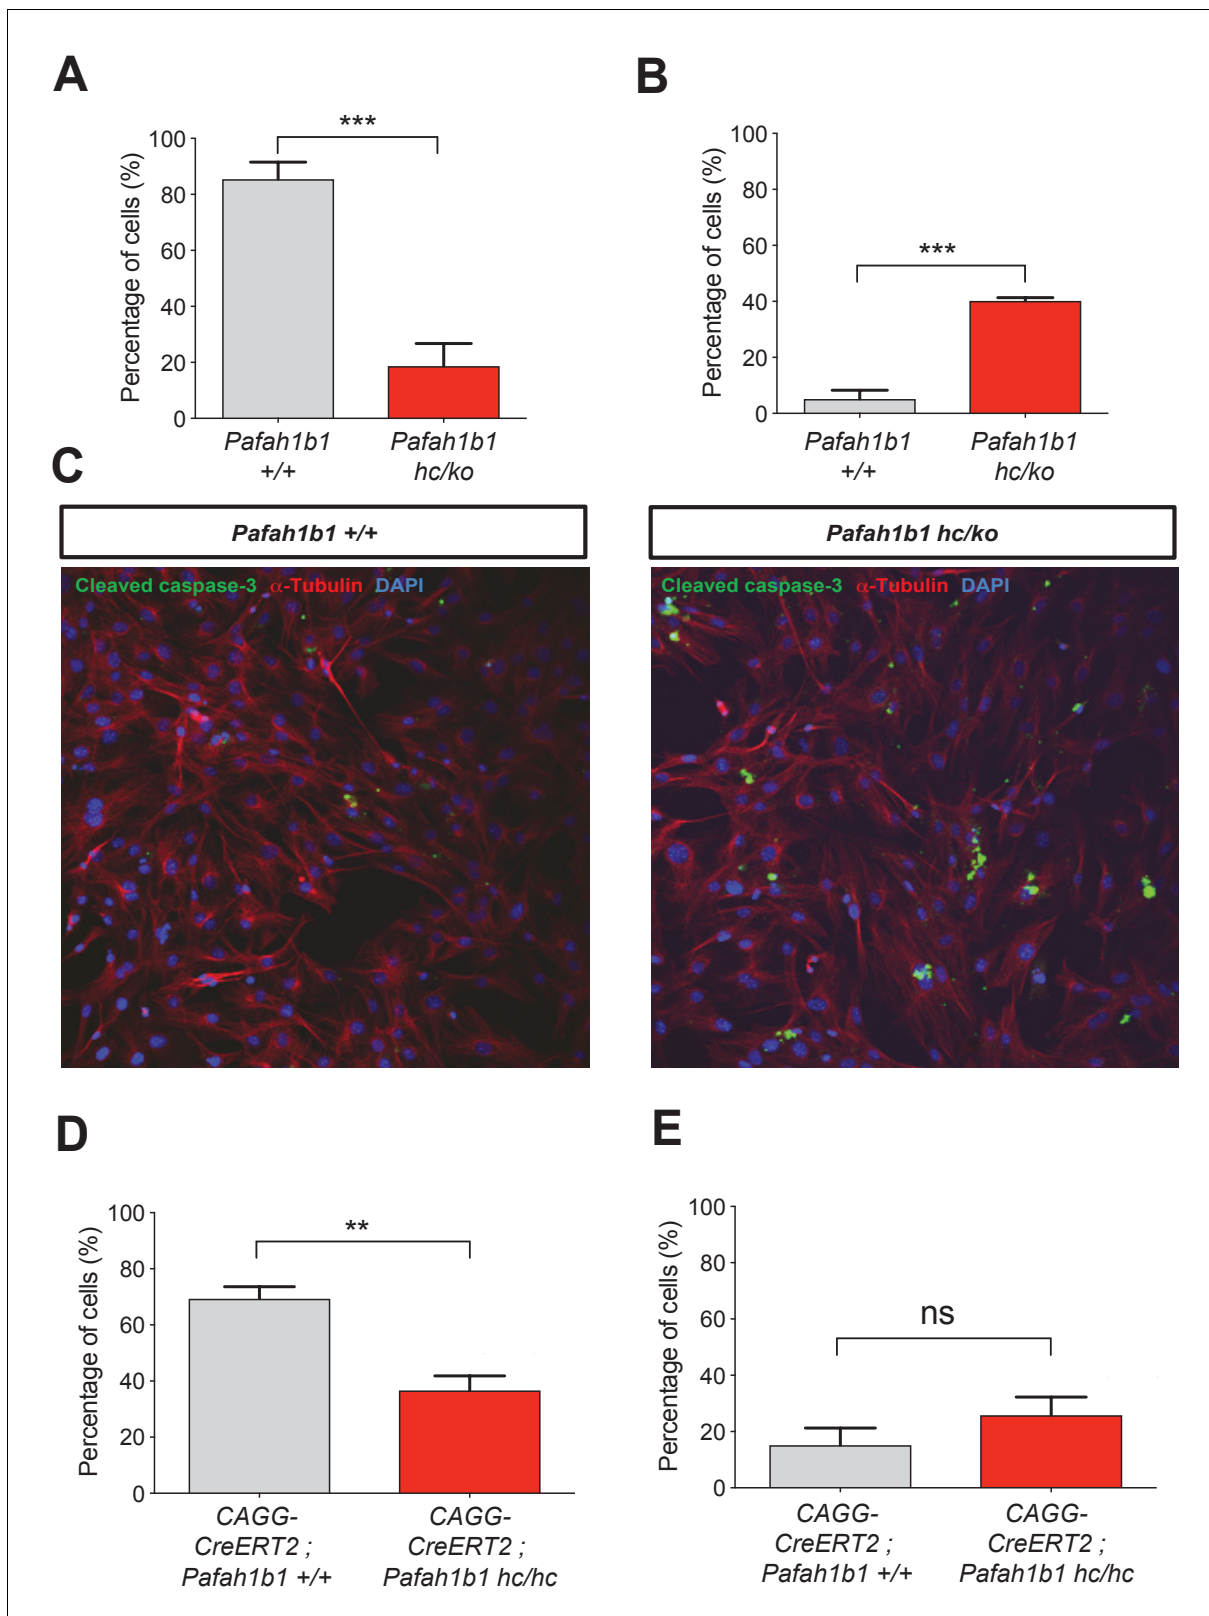 A
B
***
100
80
60
40
20
0
Percentage of cells (%)
Pafah1b1
+/+
Pafah1b1
hc/ko
***
100
80
60
40
20
0
Percentage of cells (%)
Pafah1b1
+/+
Pafah1b1
hc/ko
C
Pafah1b1 +/+
Pafah1b1 hc/ko
Cleaved caspase-3 α-Tubulin DAPI
Cleaved caspase-3 α-Tubulin DAPI
D
E
**
100
80
60
40
20
0
Percentage of cells (%)
CAGG-
CreERT2 ;
Pafah1b1 +/+
CAGG-
CreERT2 ;
Pafah1b1 hc/hc
ns
100
80
60
40
20
0
Percentage of cells (%)
CAGG-
CreERT2 ;
Pafah1b1 +/+
CAGG-
CreERT2 ;
Pafah1b1 hc/hc